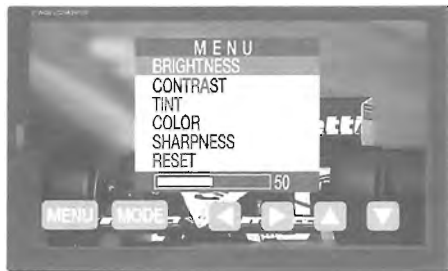 MENU
BRIGHTNESS
CONTRAST
TINT
COLOR
SHARPNESS
RESET
50
MENU MODE